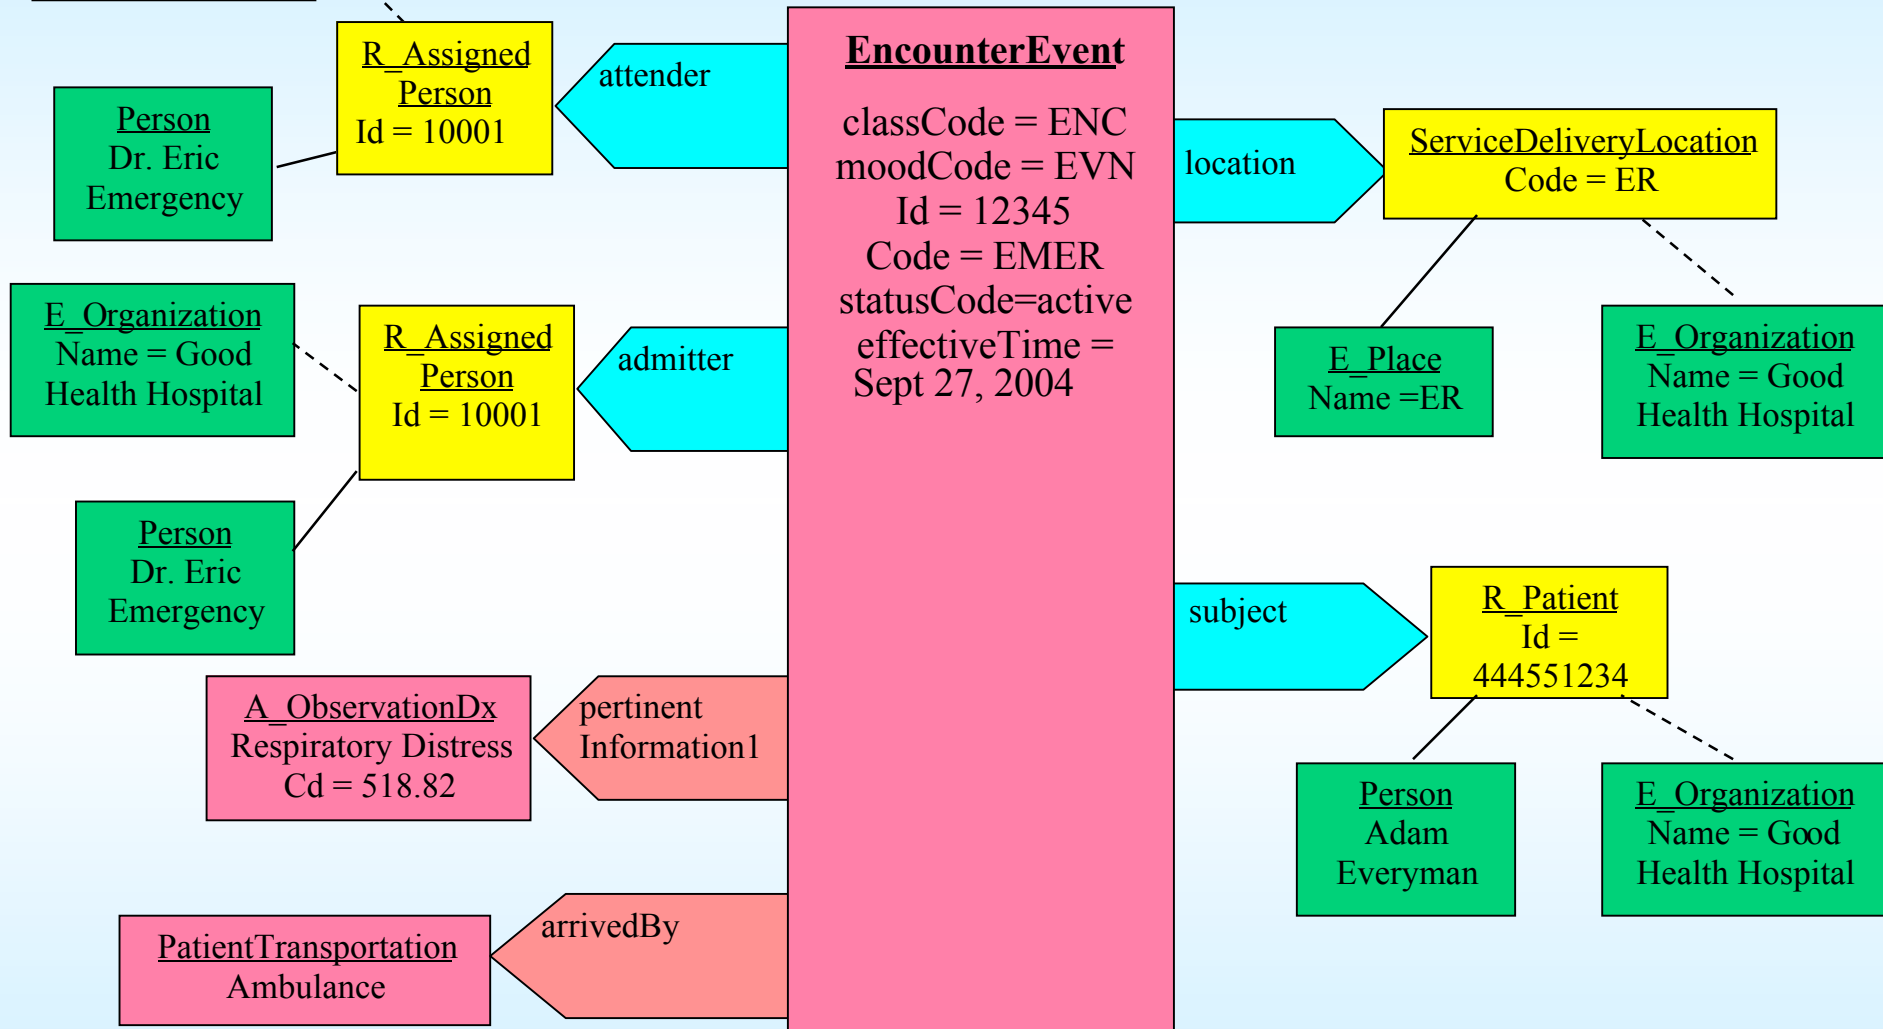 R_Assigned
Person
Id = 10001
attender
Person
Dr. Eric
Emergency
E_Organization
Name = Good
Health Hospital
R_Assigned
Person
Id = 10001
admitter
Person
Dr. Eric
Emergency
A_ObservationDx
Respiratory Distress
Cd = 518.82
pertinent
Information1
PatientTransportation
Ambulance
arrivedBy
EncounterEvent
classCode = ENC
moodCode = EVN
Id = 12345
Code = EMER
statusCode=active
effectiveTime =
Sept 27, 2004
location
ServiceDeliveryLocation
Code = ER
E_Place
Name =ER
E_Organization
Name = Good
Health Hospital
subject
R_Patient
Id =
444551234
Person
Adam
Everyman
E_Organization
Name = Good
Health Hospital